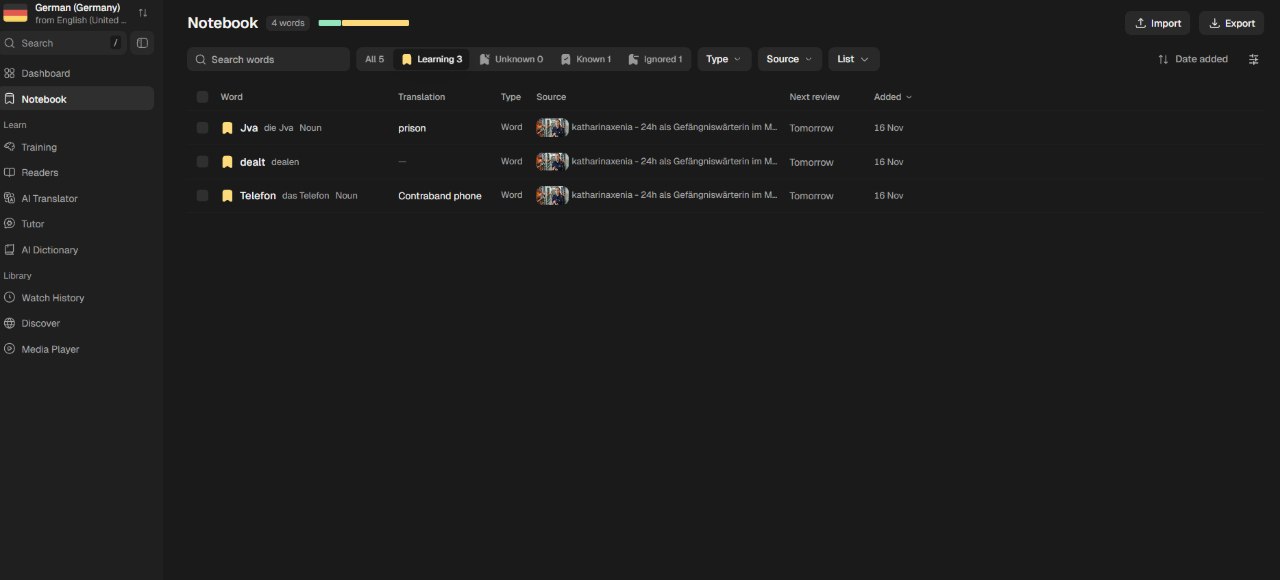 German (Germany)
from English (United ...
Search /
Dashboard
Notebook
Learn
Training
Readers
AI Translator
Tutor
AI Dictionary
Library
Watch History
Discover
Media Player
Notebook 4 words
Import Export
Search words All 5 Learning 3 Unknown 0 Known 1 Ignored 1 Type Source List Date added
Word Translation Type Source Next review Added
Jva die Jva Noun prison Word katharinaxenia - 24h als Gefängniswärterin im M... Tomorrow 16 Nov
dealt dealen — Word katharinaxenia - 24h als Gefängniswärterin im M... Tomorrow 16 Nov
Telefon das Telefon Noun Contraband phone Word katharinaxenia - 24h als Gefängniswärterin im M... Tomorrow 16 Nov